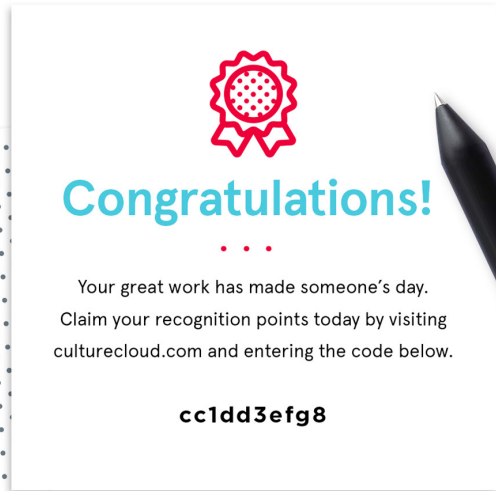 Congratulations!
Your great work has made someone’s day.
Claim your recognition points today by visiting
culturecloud.com and entering the code below.
cc1dd3efg8